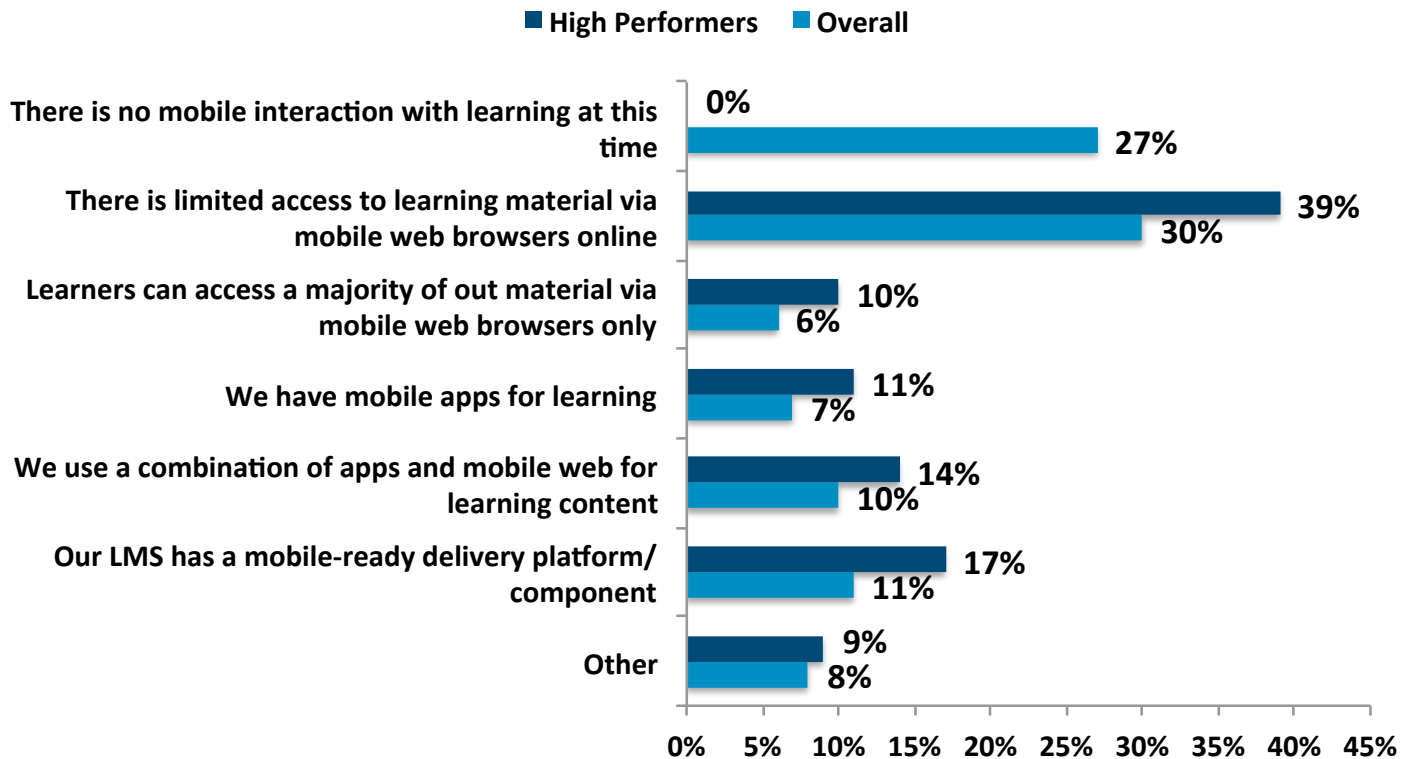 High Performers Overall
There is no mobile interaction with learning at this
time
0%
27%
There is limited access to learning material via
mobile web browsers online
39%
30%
Learners can access a majority of out material via
mobile web browsers only
10%
6%
We have mobile apps for learning
11%
7%
We use a combination of apps and mobile web for
learning content
14%
10%
Our LMS has a mobile-ready delivery platform/
component
17%
11%
Other
9%
8%
0% 5% 10% 15% 20% 25% 30% 35% 40% 45%